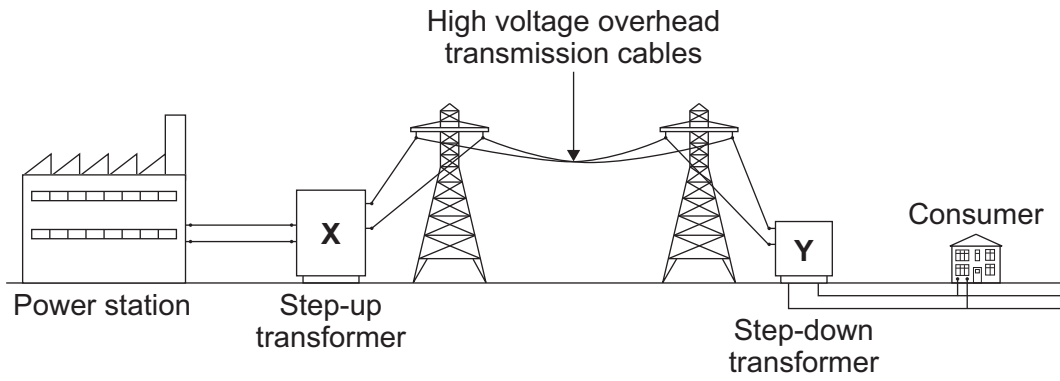 High voltage overhead
transmission cables
X
Y
Consumer
Power station
Step-up
transformer
Step-down
transformer